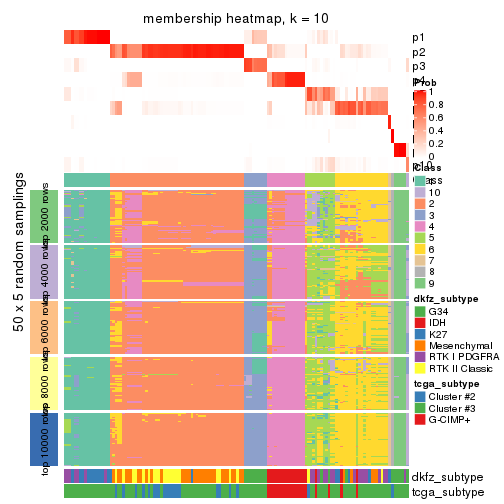 membership heatmap, k = 10
p1
p2
p3
p4
Prob
1
0.8
0.6
0.4
0.2
0
p10
Class
10
2
3
4
5
6
7
8
9
50 x 5 random samplings
top 2000 rows
top 4000 rows
top 6000 rows
top 8000 rows
top 10000 rows
dkfz_subtype
G34
IDH
K27
Mesenchymal
RTK I PDGFRA
RTK II Classic
tcga_subtype
Cluster #2
Cluster #3
G-CIMP+
dkfz_subtype
tcga_subtype